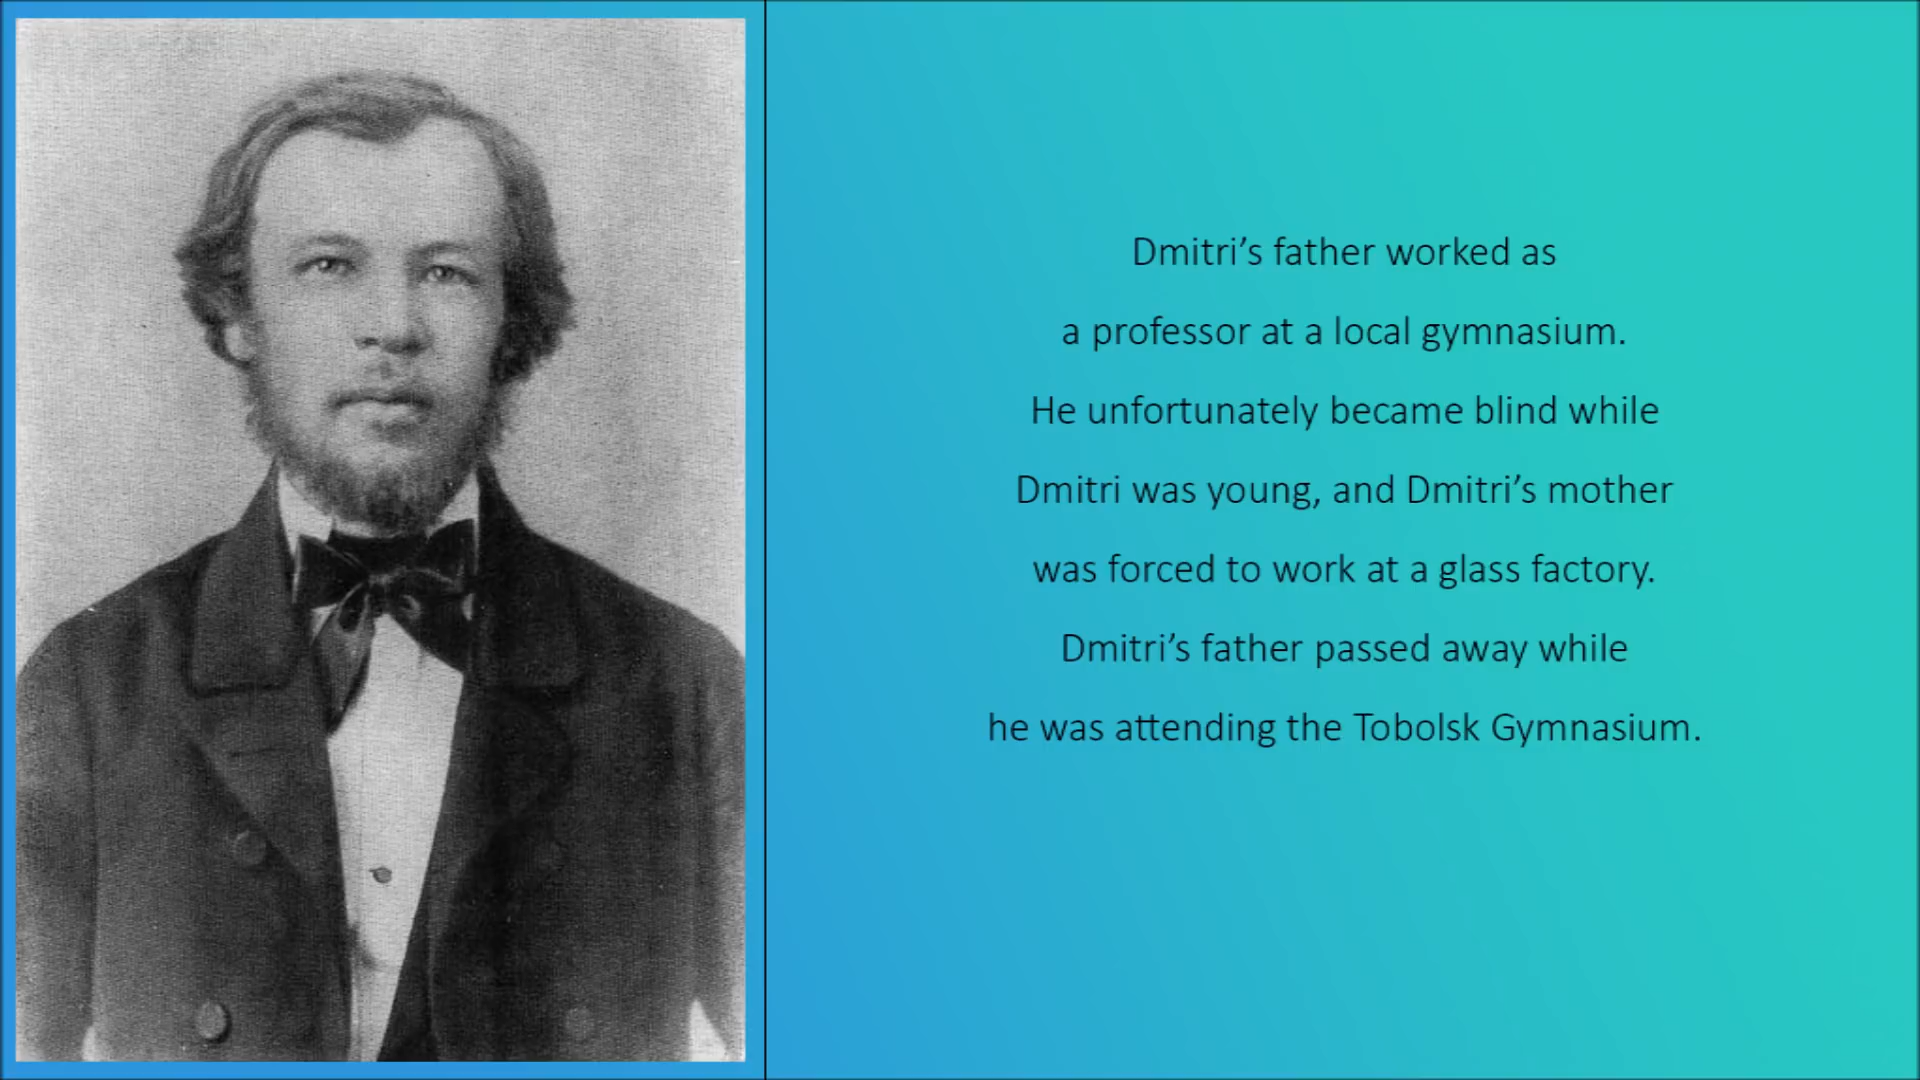 Dmitri’s father worked as
a professor at a local gymnasium.
He unfortunately became blind while
Dmitri was young, and Dmitri’s mother
was forced to work at a glass factory.
Dmitri’s father passed away while
he was attending the Tobolsk Gymnasium.